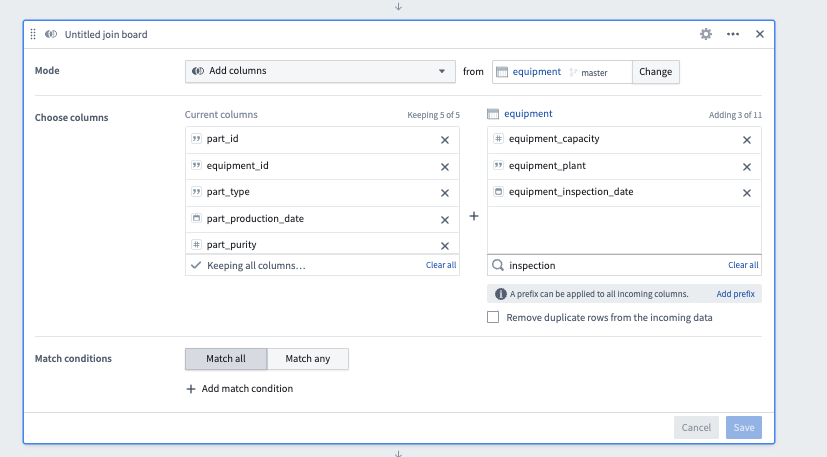 Untitled join board
Mode
Add columns
from
equipment
master
Change
Choose columns
Current columns
Keeping 5 of 5
part_id
equipment_id
part_type
part_production_date
part_purity
Keeping all columns…
Clear all
equipment
Adding 3 of 11
equipment_capacity
equipment_plant
equipment_inspection_date
inspection
Clear all
A prefix can be applied to all incoming columns.
Add prefix
Remove duplicate rows from the incoming data
Match conditions
Match all
Match any
Add match condition
Cancel
Save